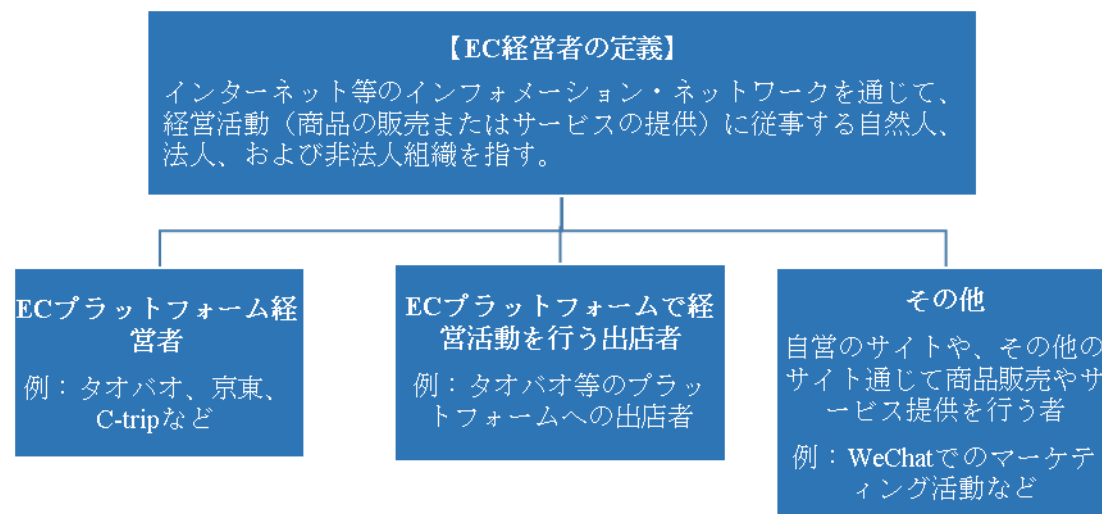 【EC経営者の定義】
インターネット等のインフォメーション・ネットワークを通じて、
経営活動（商品の販売またはサービスの提供）に従事する自然人、
法人、および非法人組織を指す。
ECプラットフォーム経
営者
例：タオバオ、京東、
C-tripなど
ECプラットフォームで経
営活動を行う出店者
例：タオバオ等のプラッ
トフォームへの出店者
その他
自営のサイトや、その他の
サイト通じて商品販売やサ
ービス提供を行う者
例：WeChatでのマーケテ
ィング活動など